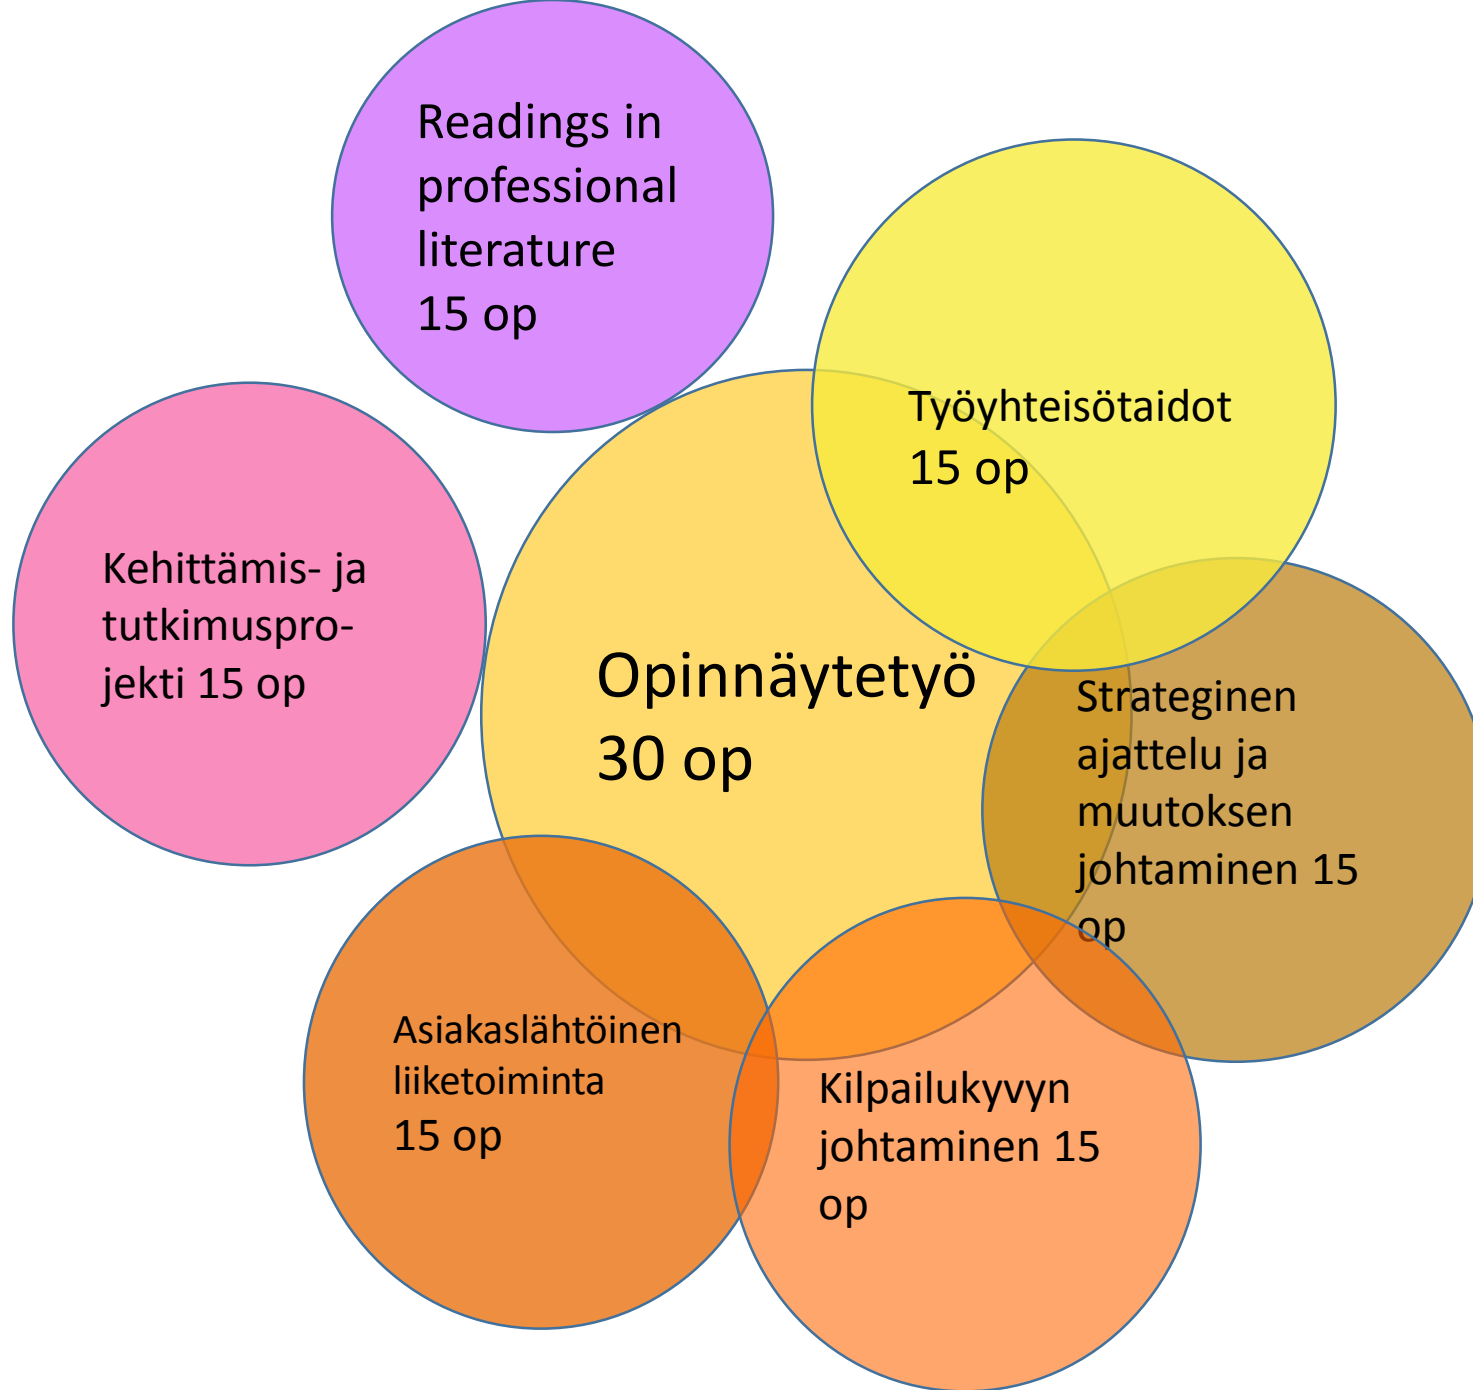 Readings in
professional
literature
15 op
Työyhteisötaidot
15 op
Kehittämis- ja
tutkimuspro-
jekti 15 op
Opinnäytetyö
30 op
Strateginen
ajattelu ja
muutoksen
johtaminen 15
op
Asiakaslähtöinen
liiketoiminta
15 op
Kilpailukyvyn
johtaminen 15
op